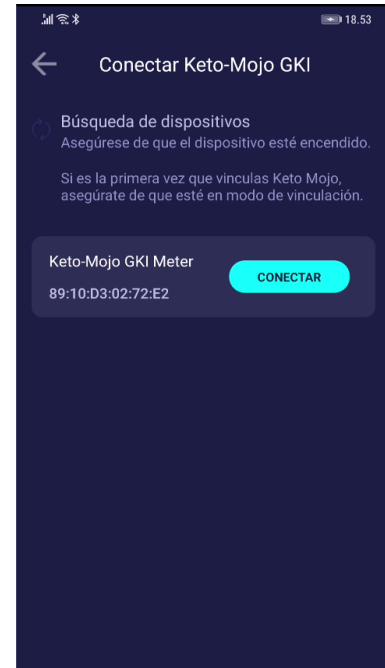 18.53
Conectar Keto-Mojo GKI
Búsqueda de dispositivos
Asegúrese de que el dispositivo esté encendido.
Si es la primera vez que vinculas Keto Mojo,
asegúrate de que esté en modo de vinculación.
Keto-Mojo GKI Meter
CONECTAR
89:10:D3:02:72:E2